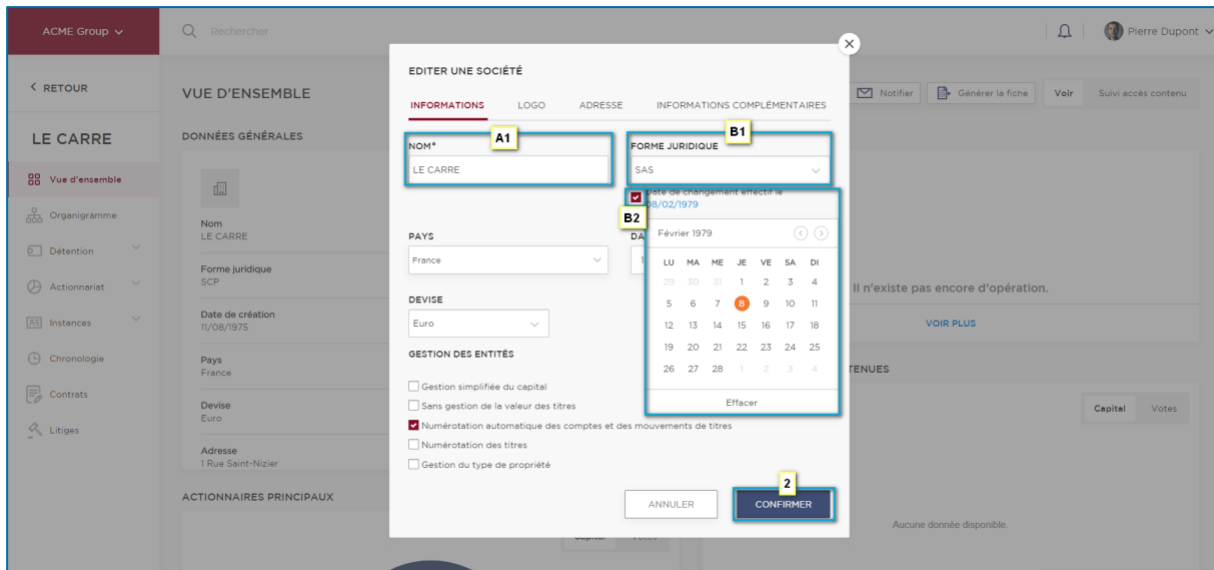 ACME Group
Rechercher
Pierre Dupont
RETOUR
VUE D'ENSEMBLE
Notifier
Générer la fiche
Voir
Suivi accès contenu
LE CARRE
Vue d'ensemble
Organigramme
Détention
Actionnariat
Instances
Chronologie
Contrats
Litiges
DONNÉES GÉNÉRALES
Nom
LE CARRE
Forme juridique
SCP
Date de création
11/08/1975
Pays
France
Devise
Euro
Adresse
1 Rue Saint-Nizier
ACTIONNAIRES PRINCIPAUX
EDITER UNE SOCIÉTÉ
INFORMATIONS
LOGO
ADRESSE
INFORMATIONS COMPLÉMENTAIRES
A1
B1
NOM*
FORME JURIDIQUE
LE CARRE
SAS
Date de changement effectif le
08/02/1979
B2
PAYS
France
Février 1979
LU MA ME JE VE SA DI
29 30 31 1 2 3 4
5 6 7 8 9 10 11
12 13 14 15 16 17 18
19 20 21 22 23 24 25
26 27 28 1 2 3 4
Effacer
DEVISE
Euro
GESTION DES ENTITÉS
Gestion simplifiée du capital
Sans gestion de la valeur des titres
Numérotation automatique des comptes et des mouvements de titres
Numérotation des titres
Gestion du type de propriété
2
ANNULER
CONFIRMER
Il n'existe pas encore d'opération.
VOIR PLUS
TENUES
Capital
Votes
Aucune donnée disponible.
Capital
Votes